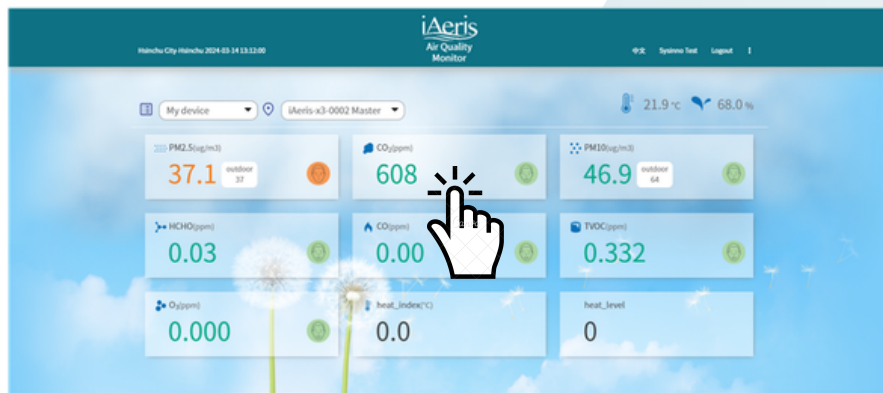 iAeris
Air Quality
Monitor
Hsinchu City Hsinchu 2024-03-14 13:12:00
中文 Sysinno Test Logout
My device
iAeris-x3-0002 Master
21.9 °C
68.0 %
PM2.5(ug/m3)
37.1
outdoor
37
CO₂(ppm)
608
PM10(ug/m3)
46.9
outdoor
64
HCHO(ppm)
0.03
CO(ppm)
0.00
TVOC(ppm)
0.332
O₃(ppm)
0.000
heat_index(°C)
0.0
heat_level
0